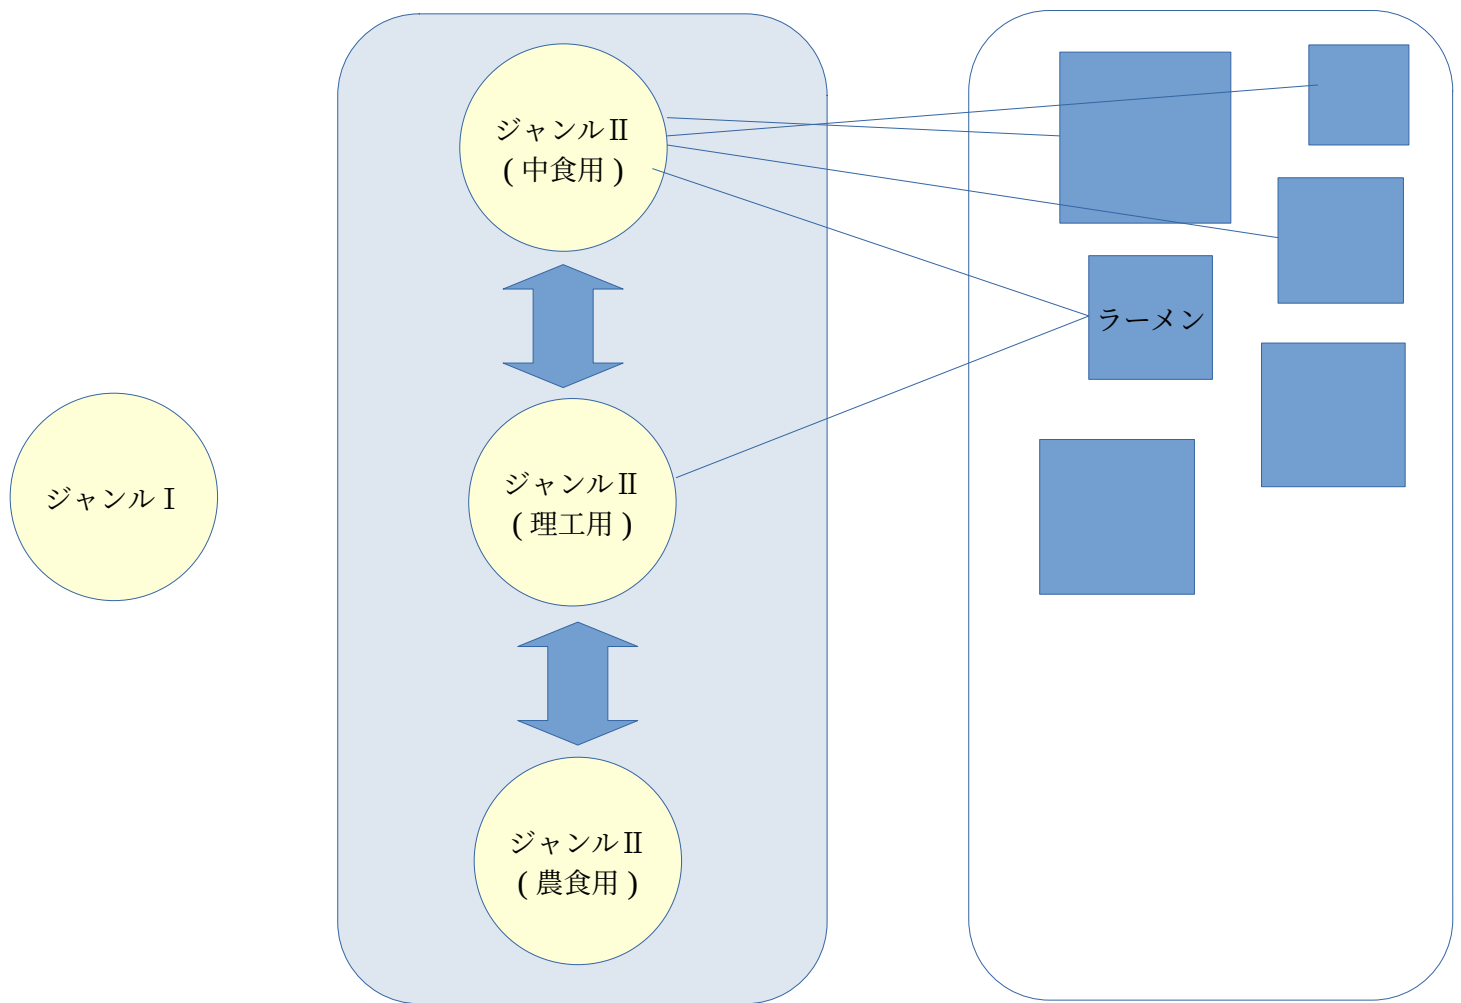 ジャンルⅠ
ジャンルⅡ
( 中食用 )
ジャンルⅡ
( 理工用 )
ジャンルⅡ
( 農食用 )
ラーメン